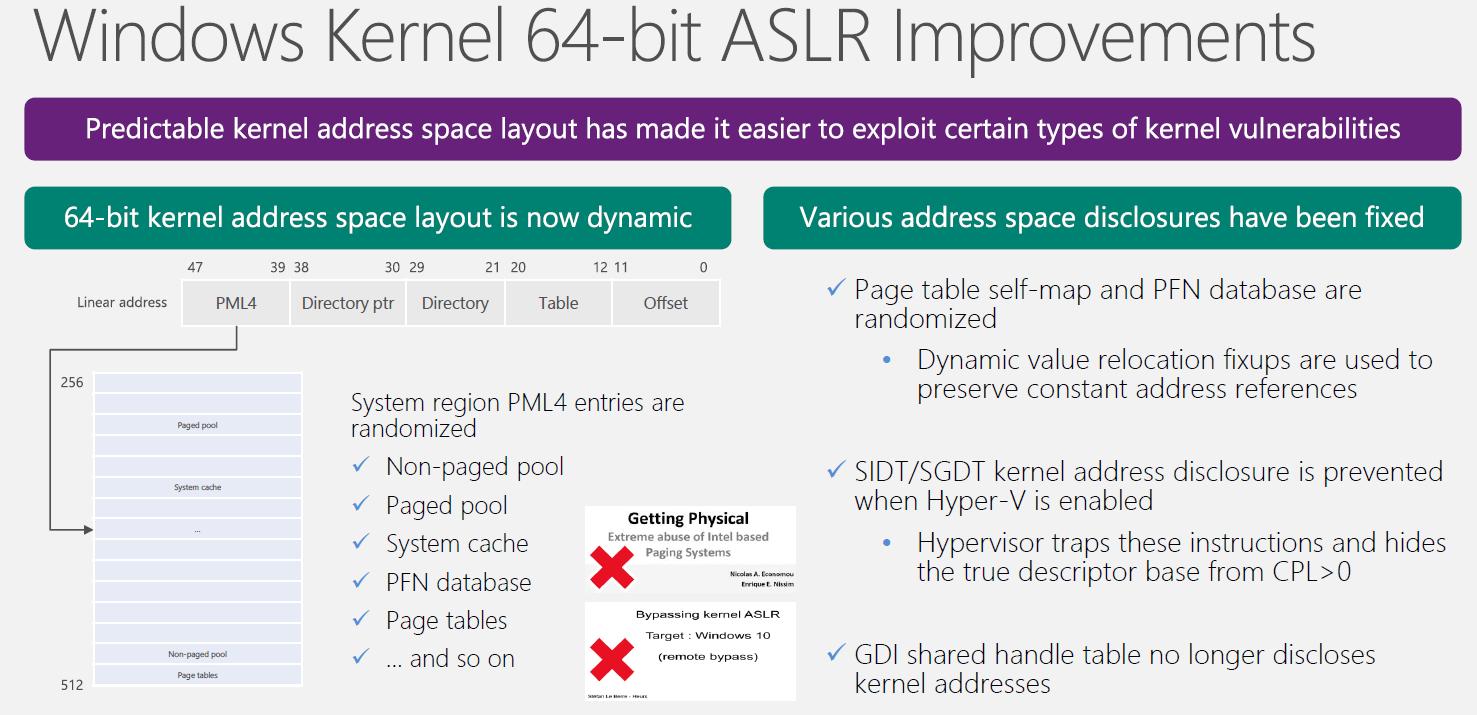 Windows Kernel 64-bit ASLR Improvements
Predictable kernel address space layout has made it easier to exploit certain types of kernel vulnerabilities
64-bit kernel address space layout is now dynamic
47 39 38 30 29 21 20 12 11 0
Linear address PML4 Directory ptr Directory Table Offset
256
Paged pool
System cache
...
Non-paged pool
Page tables
512
System region PML4 entries are
randomized
✓ Non-paged pool
✓ Paged pool
✓ System cache
✓ PFN database
✓ Page tables
✓ ... and so on
Getting Physical
Extreme abuse of Intel based
Paging Systems
Nicolas A. Economou
Enrique E. Nissim
Bypassing kernel ASLR
Target : Windows 10
(remote bypass)
Stéfan Le Berre - Heurs
Various address space disclosures have been fixed
✓ Page table self-map and PFN database are
randomized
• Dynamic value relocation fixups are used to
preserve constant address references
✓ SIDT/SGDT kernel address disclosure is prevented
when Hyper-V is enabled
• Hypervisor traps these instructions and hides
the true descriptor base from CPL>0
✓ GDI shared handle table no longer discloses
kernel addresses